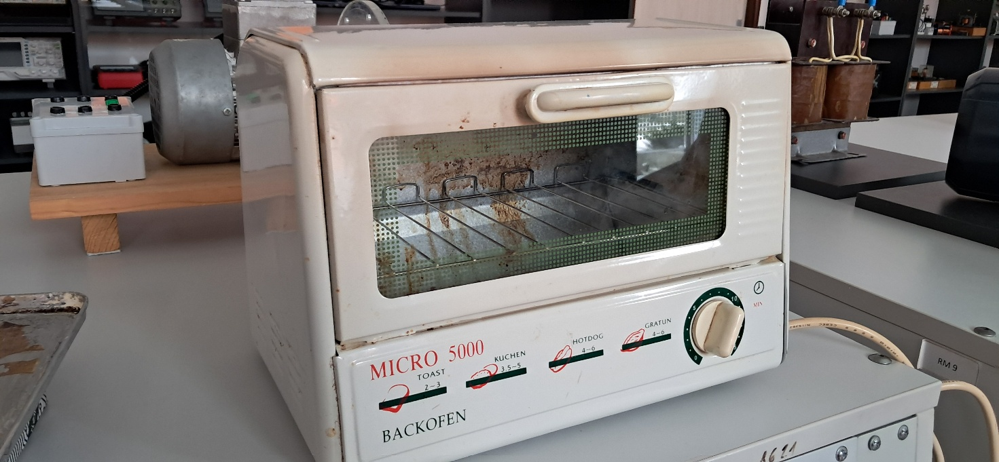 MICRO 5000
TOAST
2~3
KUCHEN
3.5~5
HOTDOG
4~6
GRATUN
4~6
0
5
10
MIN
BACKOFEN
RM 9